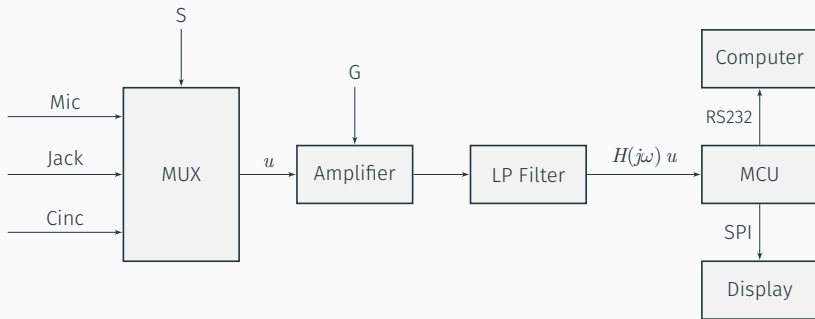 S
Mic
Jack
Cinc
MUX
u
G
Amplifier
LP Filter
H(jω) u
Computer
RS232
MCU
SPI
Display